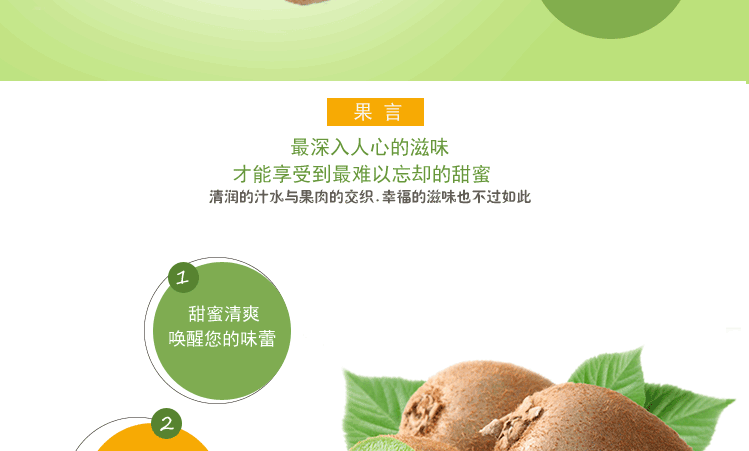 果 言
最深入人心的滋味
才能享受到最难以忘却的甜蜜
清润的汁水与果肉的交织.幸福的滋味也不过如此
1
甜蜜清爽
唤醒您的味蕾
2